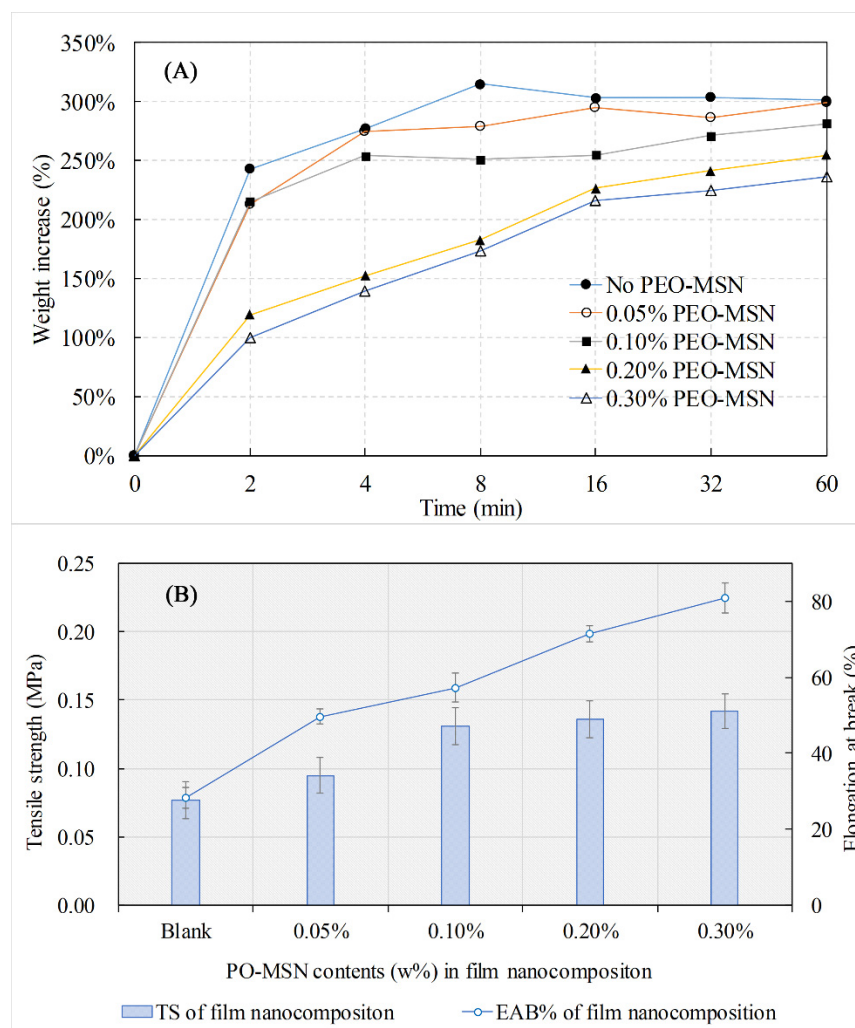 (A)
Weight increase (%)
350%
300%
250%
200%
150%
100%
50%
0%
No PEO-MSN
0.05% PEO-MSN
0.10% PEO-MSN
0.20% PEO-MSN
0.30% PEO-MSN
0 2 4 8 16 32 60
Time (min)
(B)
Tensile strength (MPa)
0.25
0.20
0.15
0.10
0.05
0.00
80
60
40
20
0
Elongation at break (%)
Blank 0.05% 0.10% 0.20% 0.30%
PO-MSN contents (w%) in film nanocompositon
TS of film nanocompositon EAB% of film nanocomposition